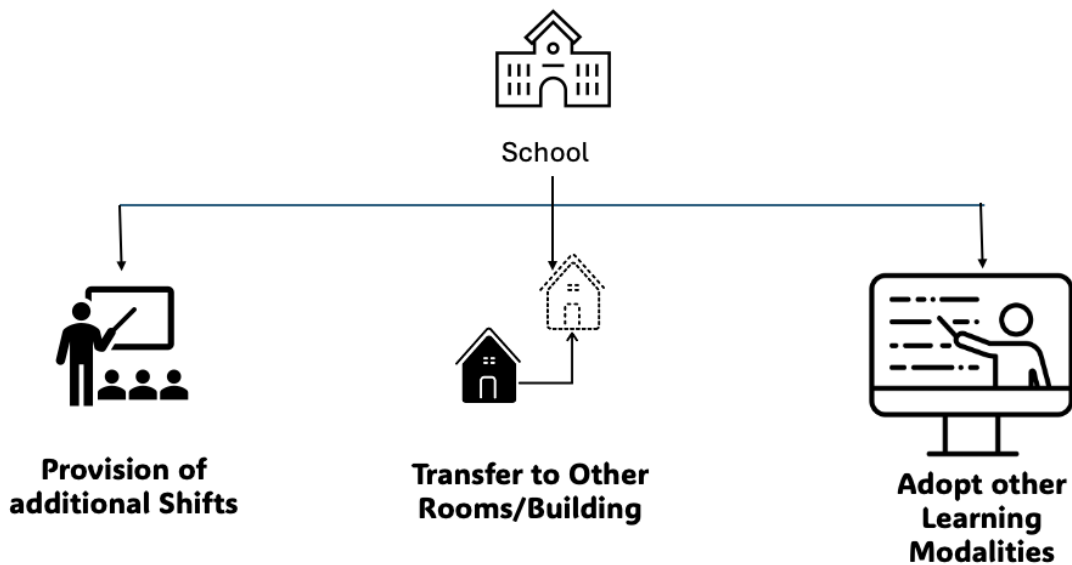 School
Provision of
additional Shifts
Transfer to Other
Rooms/Building
Adopt other
Learning
Modalities